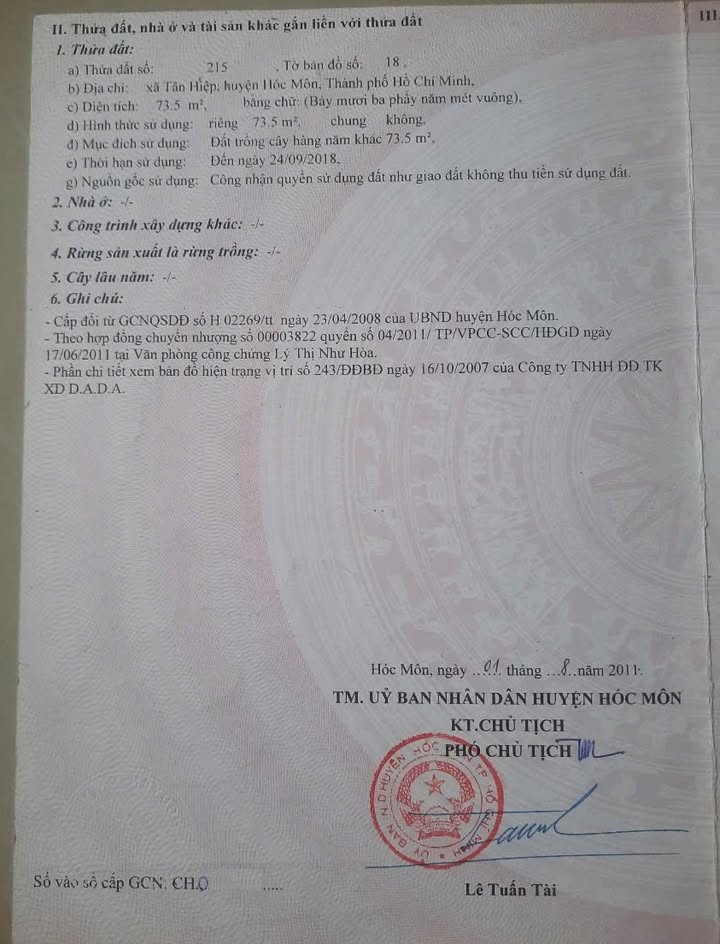 II. Thửa đất, nhà ở và tài sản khác gắn liền với thửa đất
III.
1. Thửa đất:
a) Thửa đất số: 215 , Tờ bản đồ số: 18 ,
b) Địa chỉ: xã Tân Hiệp, huyện Hóc Môn, Thành phố Hồ Chí Minh,
c) Diện tích: 73.5 m², bằng chữ: (Bảy mươi ba phẩy năm mét vuông),
d) Hình thức sử dụng: riêng 73.5 m², chung không,
đ) Mục đích sử dụng: Đất trồng cây hàng năm khác 73.5 m²,
e) Thời hạn sử dụng: Đến ngày 24/09/2018,
g) Nguồn gốc sử dụng: Công nhận quyền sử dụng đất như giao đất không thu tiền sử dụng đất.
2. Nhà ở: -/-
3. Công trình xây dựng khác: -/-
4. Rừng sản xuất là rừng trồng: -/-
5. Cây lâu năm: -/-
6. Ghi chú:
- Cấp đổi từ GCNQSDĐ số H 02269/tt ngày 23/04/2008 của UBND huyện Hóc Môn.
- Theo hợp đồng chuyển nhượng số 00003822 quyển số 04/2011/ TP/VPCC-SCC/HĐGD ngày
17/06/2011 tại Văn phòng công chứng Lý Thị Như Hòa.
- Phần chi tiết xem bản đồ hiện trạng vị trí số 243/ĐĐBĐ ngày 16/10/2007 của Công ty TNHH ĐĐ TK
XD D.A.D.A.
Hóc Môn, ngày ..01. tháng ...8..năm 2011.
TM. UỶ BAN NHÂN DÂN HUYỆN HÓC MÔN
KT.CHỦ TỊCH
PHÓ CHỦ TỊCH
ỦY BAN N.D HUYỆN HÓC MÔN TP HỒ CHÍ MINH
Số vào sổ cấp GCN: CH.0 .....
Lê Tuấn Tài